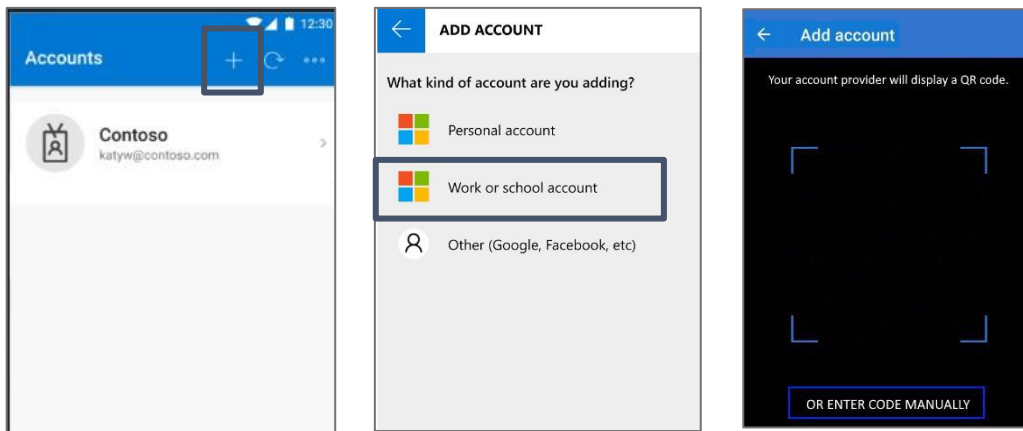 12:30
Accounts
Contoso
katyw@contoso.com
ADD ACCOUNT
What kind of account are you adding?
Personal account
Work or school account
Other (Google, Facebook, etc)
Add account
Your account provider will display a QR code.
OR ENTER CODE MANUALLY